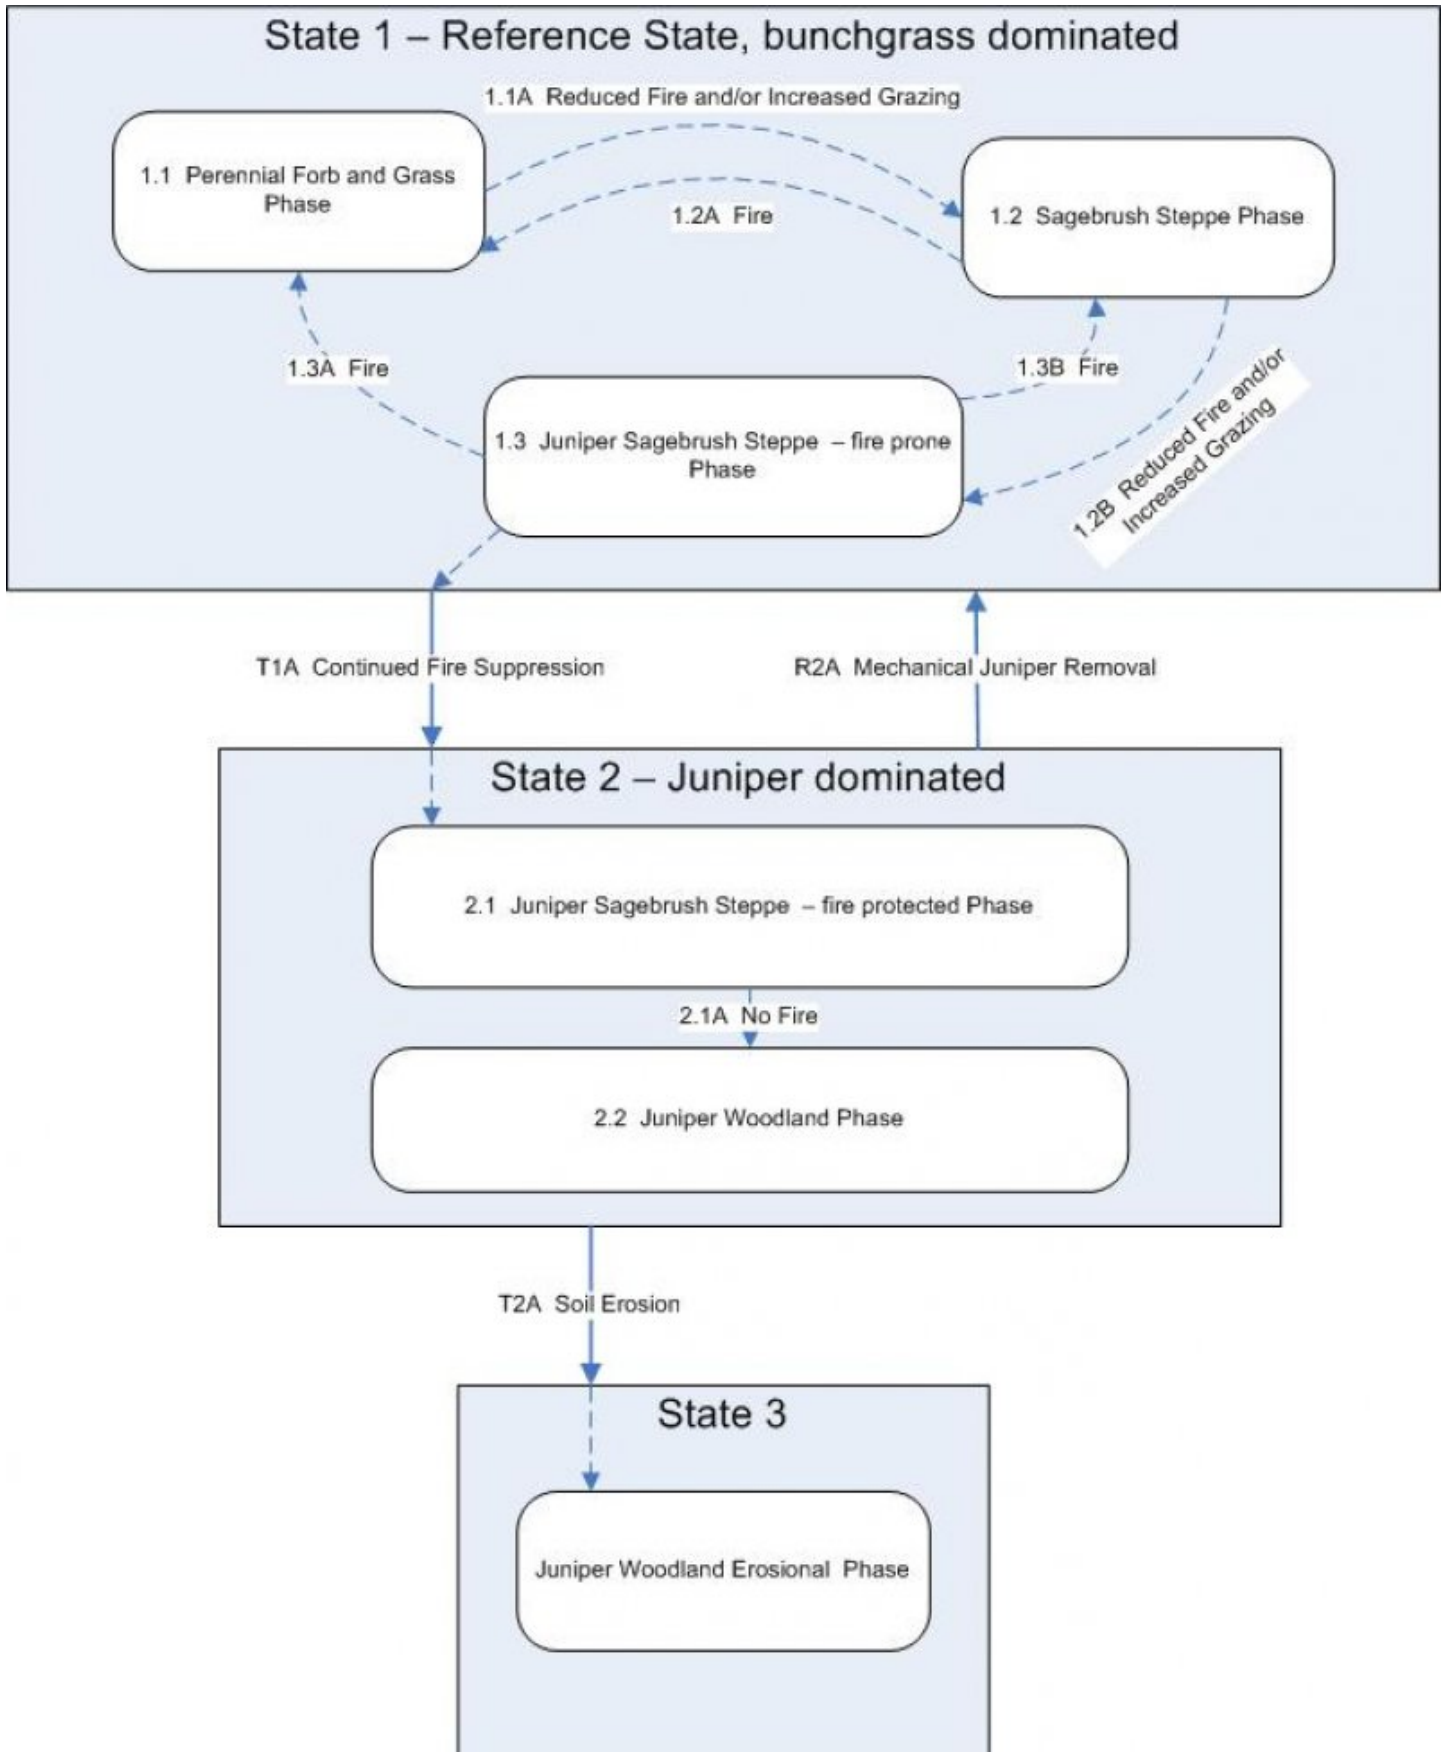 State 1 – Reference State, bunchgrass dominated
1.1A Reduced Fire and/or Increased Grazing
1.1 Perennial Forb and Grass
Phase
1.2A Fire
1.2 Sagebrush Steppe Phase
1.3A Fire
1.3B Fire
1.3 Juniper Sagebrush Steppe – fire prone
Phase
1.2B Reduced Fire and/or
Increased Grazing
T1A Continued Fire Suppression
R2A Mechanical Juniper Removal
State 2 – Juniper dominated
2.1 Juniper Sagebrush Steppe – fire protected Phase
2.1A No Fire
2.2 Juniper Woodland Phase
T2A Soil Erosion
State 3
Juniper Woodland Erosional Phase